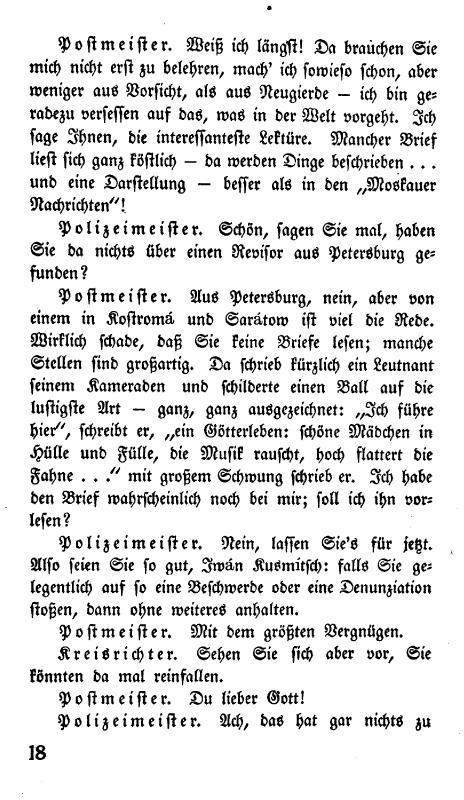 Postmeister. Weiß ich längst! Da brauchen Sie
mich nicht erst zu belehren, mach' ich sowieso schon, aber
weniger aus Vorsicht, als aus Neugierde — ich bin ge-
radezu versessen auf das, was in der Welt vorgeht. Ich
sage Ihnen, die interessanteste Lektüre. Mancher Brief
liest sich ganz köstlich — da werden Dinge beschrieben . . .
und eine Darstellung — besser als in den „Moskauer
Nachrichten“!
Polizeimeister. Schön, sagen Sie mal, haben
Sie da nichts über einen Revisor aus Petersburg ge-
funden?
Postmeister. Aus Petersburg, nein, aber von
einem in Kostromá und Sarátow ist viel die Rede.
Wirklich schade, daß Sie keine Briefe lesen; manche
Stellen sind großartig. Da schrieb kürzlich ein Leutnant
seinem Kameraden und schilderte einen Ball auf die
lustigste Art — ganz, ganz ausgezeichnet: „Ich führe
hier“, schreibt er, „ein Götterleben: schöne Mädchen in
Hülle und Fülle, die Musik rauscht, hoch flattert die
Fahne . . .“ mit großem Schwung schrieb er. Ich habe
den Brief wahrscheinlich noch bei mir; soll ich ihn vor-
lesen?
Polizeimeister. Nein, lassen Sie's für jetzt.
Also seien Sie so gut, Iwán Kusmítsch: falls Sie ge-
legentlich auf so eine Beschwerde oder eine Denunziation
stoßen, dann ohne weiteres anhalten.
Postmeister. Mit dem größten Vergnügen.
Kreisrichter. Sehen Sie sich aber vor, Sie
könnten da mal reinfallen.
Postmeister. Du lieber Gott!
Polizeimeister. Ach, das hat gar nichts zu
18